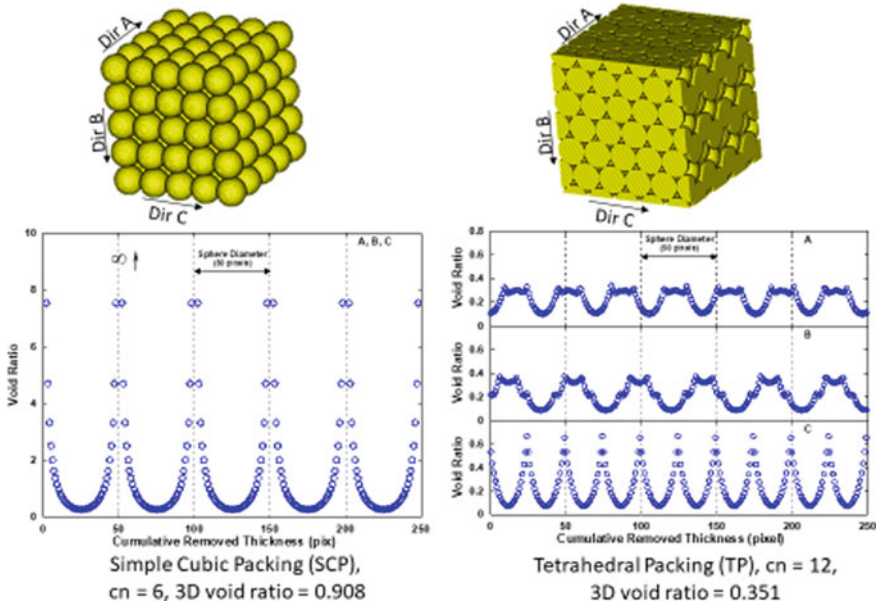 Dir A
Dir B
Dir C
Dir A
Dir B
Dir C
10
8
6
4
2
0
Void Ratio
A, B, C
Sphere Diameter
(50 pixels)
0 50 100 150 200 250
Cumulative Removed Thickness (pix)
Simple Cubic Packing (SCP),
cn = 6, 3D void ratio = 0.908
0.8
0.6
0.4
0.2
0
Void Ratio
Sphere Diameter
(50 pixels)
A
0.6
0.4
0.2
0
Void Ratio
B
0.6
0.4
0.2
Void Ratio
C
0 50 100 150 200 250
Cumulative Removed Thickness (pixel)
Tetrahedral Packing (TP), cn = 12,
3D void ratio = 0.351